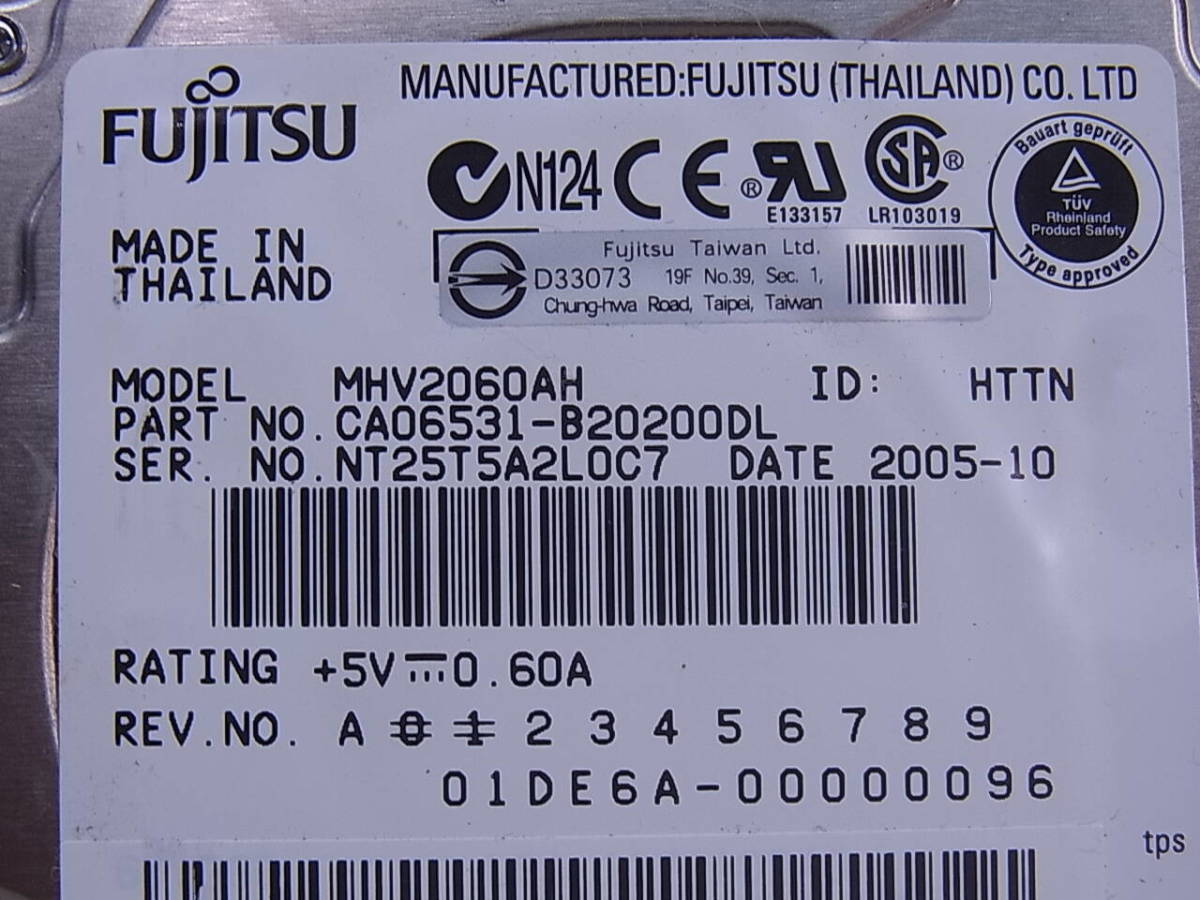 FUJITSU
MANUFACTURED:FUJITSU (THAILAND) CO. LTD
N124 CE ® RU SA ®
E133157 LR103019
Bauart geprüft
TÜV
Rheinland
Product Safety
Type approved
MADE IN
THAILAND
Fujitsu Taiwan Ltd.
D33073 19F No.39, Sec. 1,
Chung-hwa Road, Taipei, Taiwan
MODEL MHV2060AH ID: HTTN
PART NO.CA06531-B20200DL
SER. NO.NT25T5A2L0C7 DATE 2005-10
RATING +5V⎓0.60A
REV.NO. A 0 1 2 3 4 5 6 7 8 9
01DE6A-00000096
tps